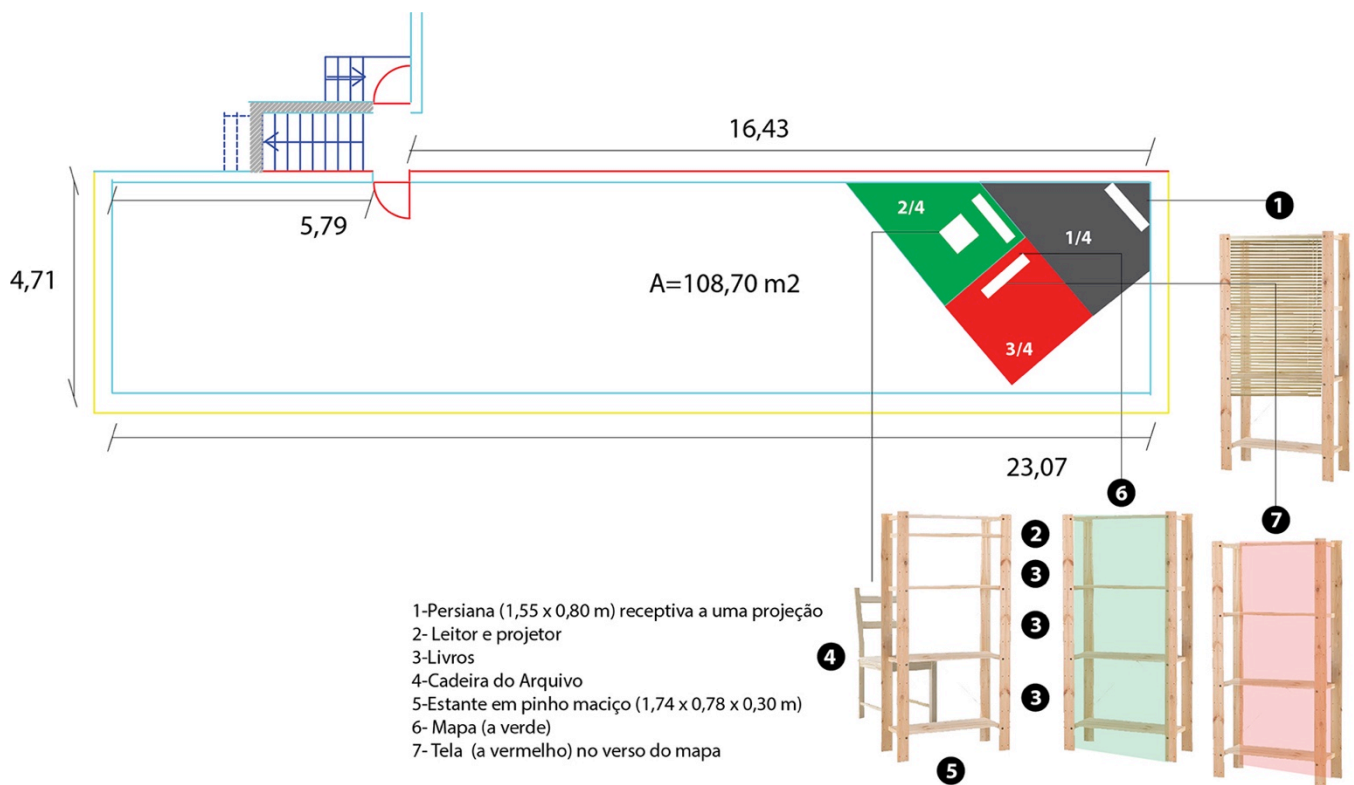 16,43
5,79
4,71
A=108,70 m2
2/4
1/4
3/4
1
23,07
6
7
2
3
3
3
4
5
1-Persiana (1,55 x 0,80 m) receptiva a uma projeção
2- Leitor e projetor
3-Livros
4-Cadeira do Arquivo
5-Estante em pinho maciço (1,74 x 0,78 x 0,30 m)
6- Mapa (a verde)
7- Tela (a vermelho) no verso do mapa